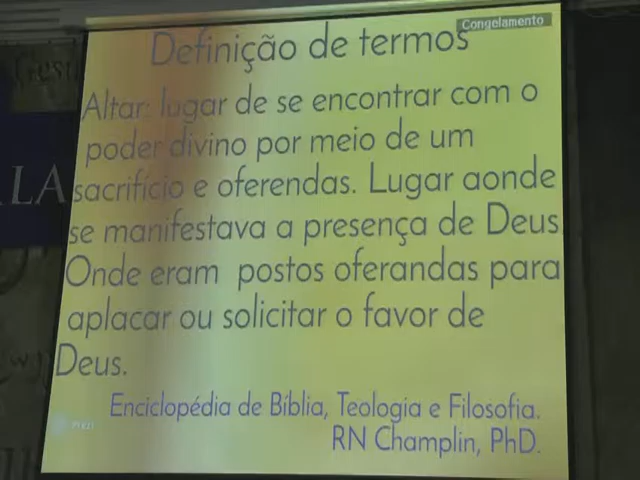 Congelamento
Definição de termos
Altar: lugar de se encontrar com o
poder divino por meio de um
sacrifício e oferendas. Lugar aonde
se manifestava a presença de Deus
Onde eram postos oferandas para
aplacar ou solicitar o favor de
Deus.
Enciclopédia de Bíblia, Teologia e Filosofia.
RN Champlin, PhD.
LA